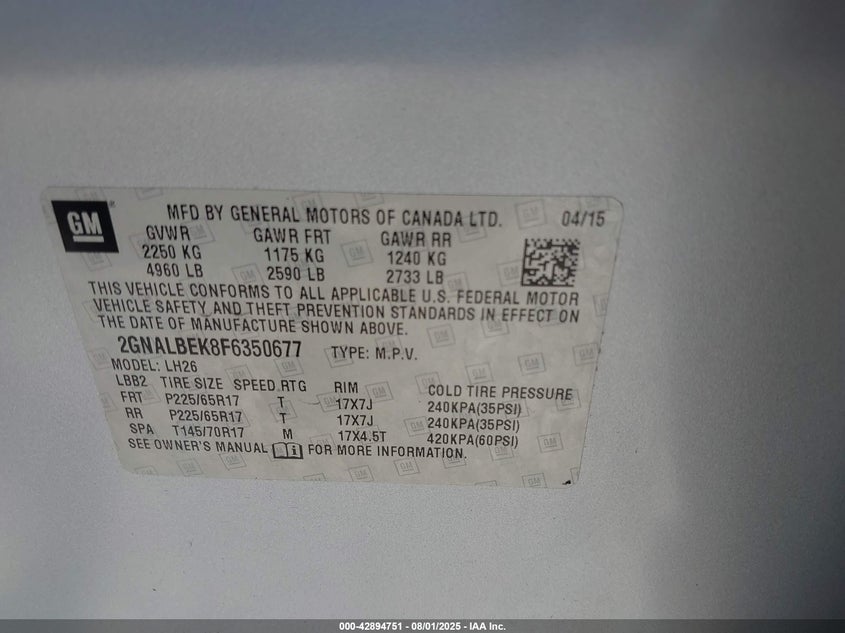 GM
MFD BY GENERAL MOTORS OF CANADA LTD. 04/15
GVWR GAWR FRT GAWR RR
2250 KG 1175 KG 1240 KG
4960 LB 2590 LB 2733 LB
THIS VEHICLE CONFORMS TO ALL APPLICABLE U.S. FEDERAL MOTOR
VEHICLE SAFETY AND THEFT PREVENTION STANDARDS IN EFFECT ON
THE DATE OF MANUFACTURE SHOWN ABOVE.
2GNALBEK8F6350677 TYPE: M.P.V.
MODEL: LH26
LBB2 TIRE SIZE SPEED RTG RIM COLD TIRE PRESSURE
FRT P225/65R17 T 17X7J 240KPA(35PSI)
RR P225/65R17 T 17X7J 240KPA(35PSI)
SPA T145/70R17 M 17X4.5T 420KPA(60PSI)
SEE OWNER'S MANUAL FOR MORE INFORMATION.
000-42894751 - 08/01/2025 - IAA Inc.